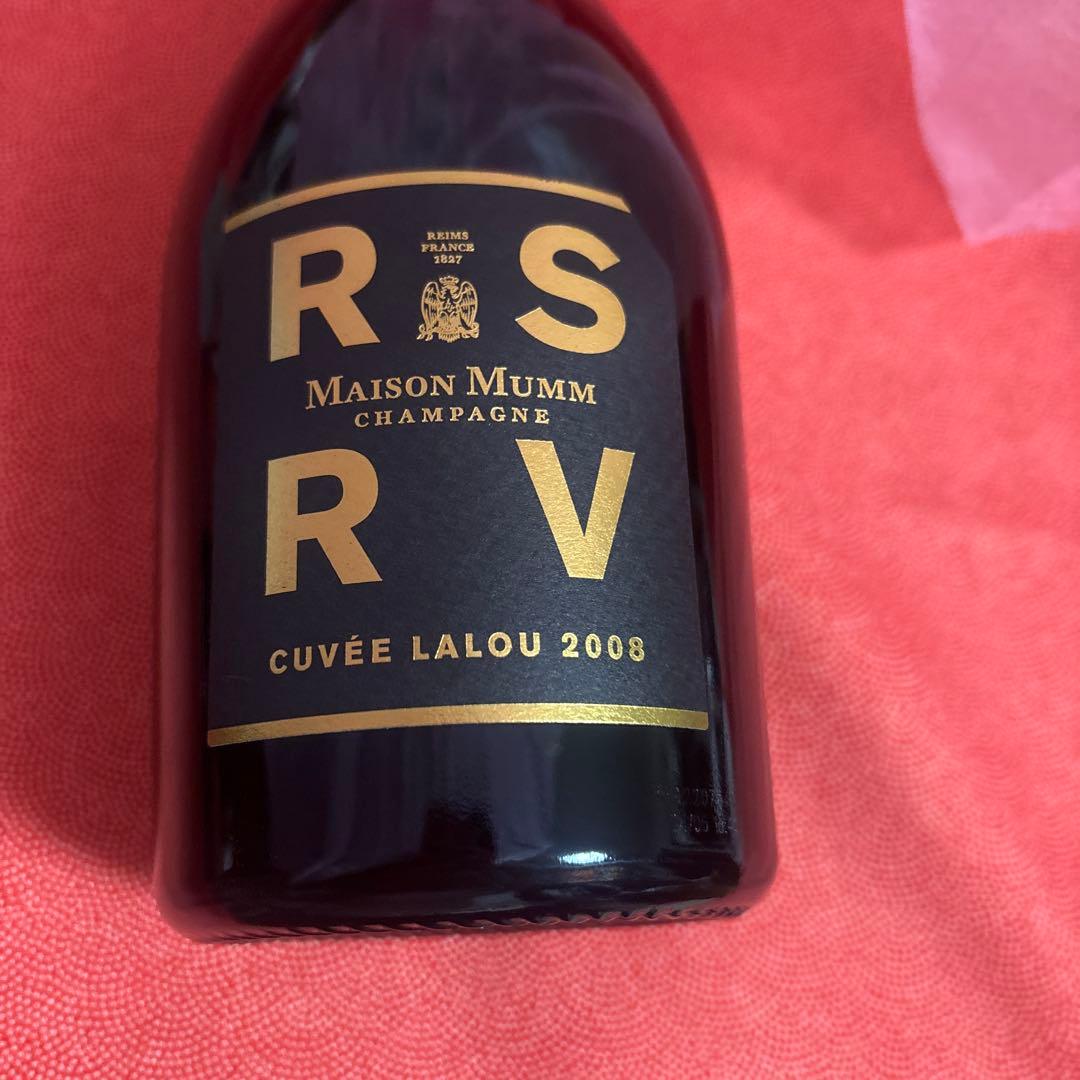 R S
REIMS
FRANCE
1827
MAISON MUMM
CHAMPAGNE
R V
CUVÉE LALOU 2008